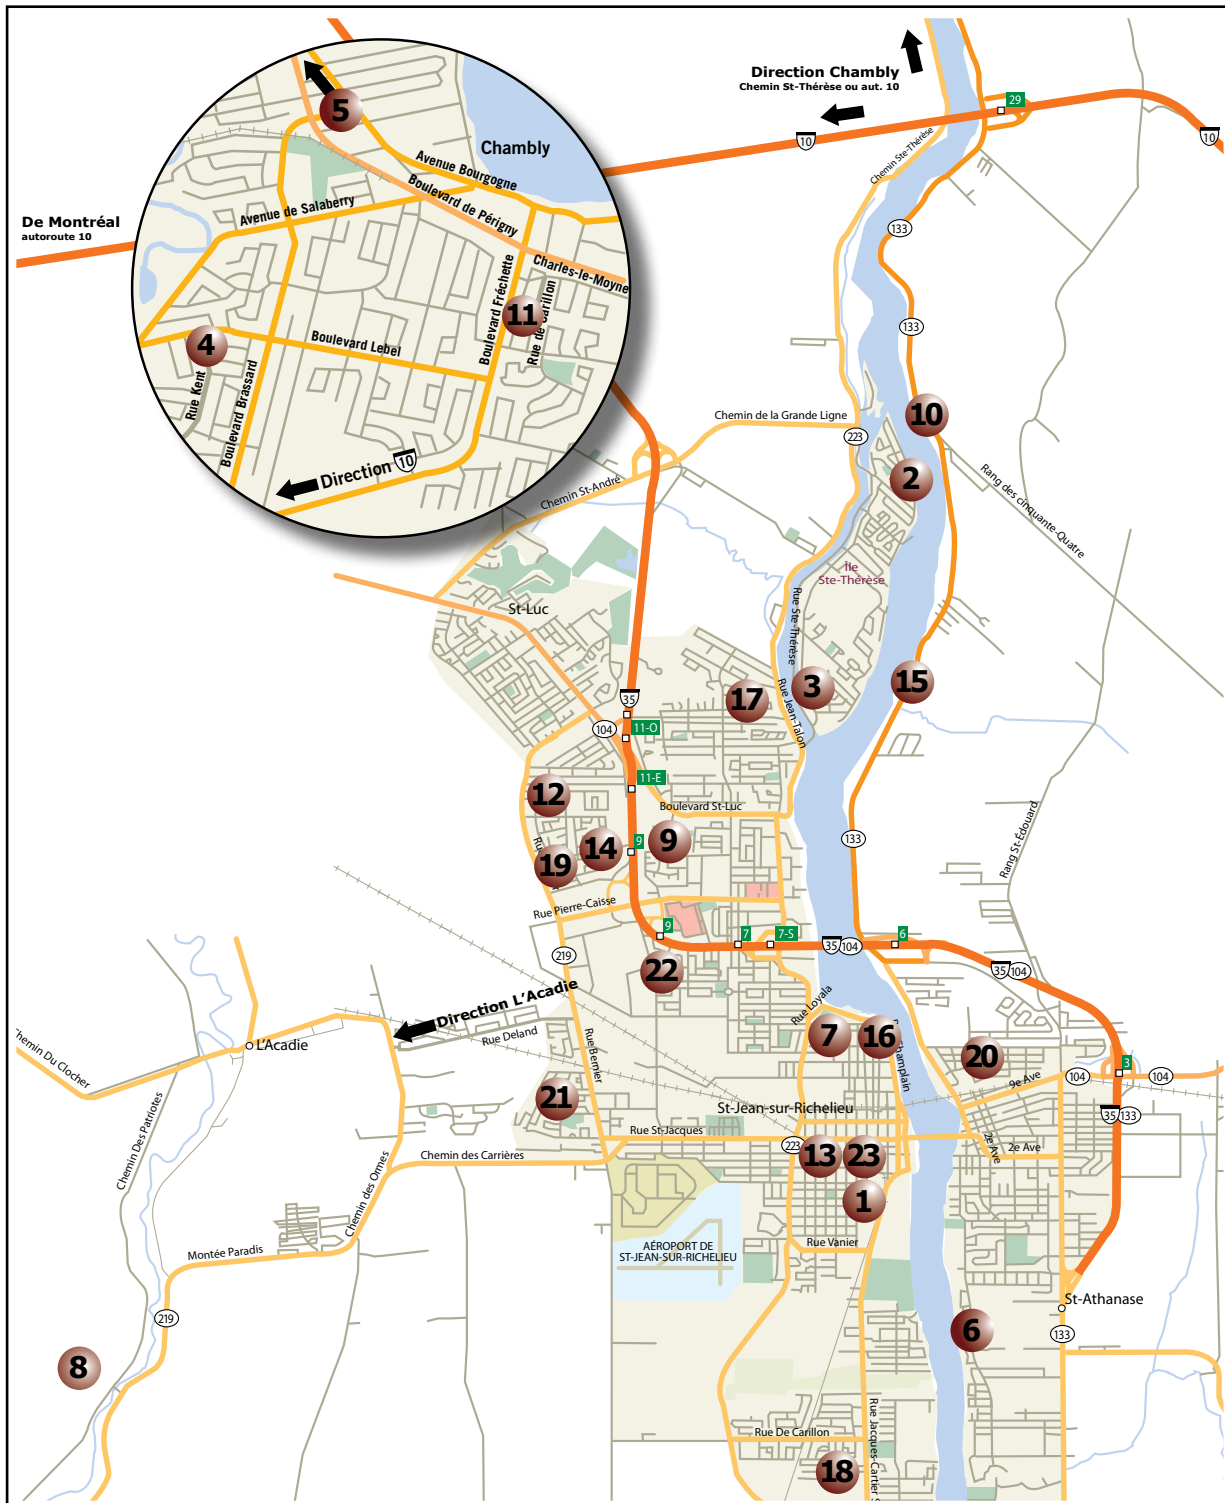 Direction Chambly
Chemin St-Thérèse ou aut. 10
29
10
10
De Montréal
autoroute 10
5
Chambly
Avenue Bourgogne
Boulevard de Périgny
Avenue de Salaberry
Charles-le-Moyne
Boulevard Fréchette
11
4
Boulevard Lebel
Rue Kent
Boulevard Brassard
Direction 10
Chemin Ste-Thérèse
133
133
10
Chemin de la Grande Ligne
223
2
Rang des cinquante-Quatre
Chemin St-André
Île
Ste-Thérèse
St-Luc
Rue Ste-Thérèse
3
15
17
Rue Jean-Talon
35
104
11-O
11-E
12
Boulevard St-Luc
9
14
9
19
133
Rang St-Édouard
Rue Pierre-Caisse
9
7
7-S
35
104
6
35
104
219
22
Direction L'Acadie
Rue Deland
Rue Loyala
7
16
Champlain
20
L'Acadie
Chemin Du Clocher
Rue Bernier
3
104
104
9e Ave
35
133
21
St-Jean-sur-Richelieu
Chemin Des Patriotes
Rue St-Jacques
223
2e Ave
2e Ave
Chemin des Carrières
13
23
1
Chemin des Ormes
Montée Paradis
Rue Vanier
AÉROPORT DE
ST-JEAN-SUR-RICHELIEU
St-Athanase
133
219
6
8
Rue De Carillon
Rue Jacques-Cartier S
18